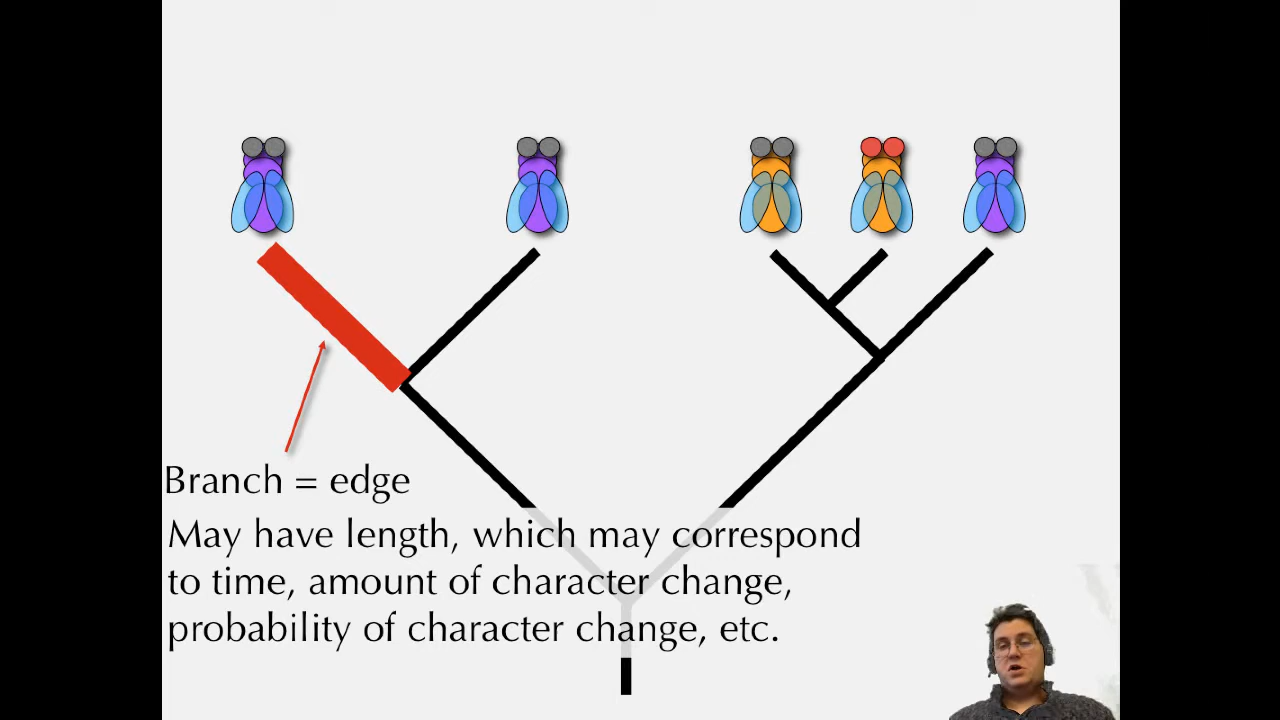 Branch = edge
May have length, which may correspond
to time, amount of character change,
probability of character change, etc.